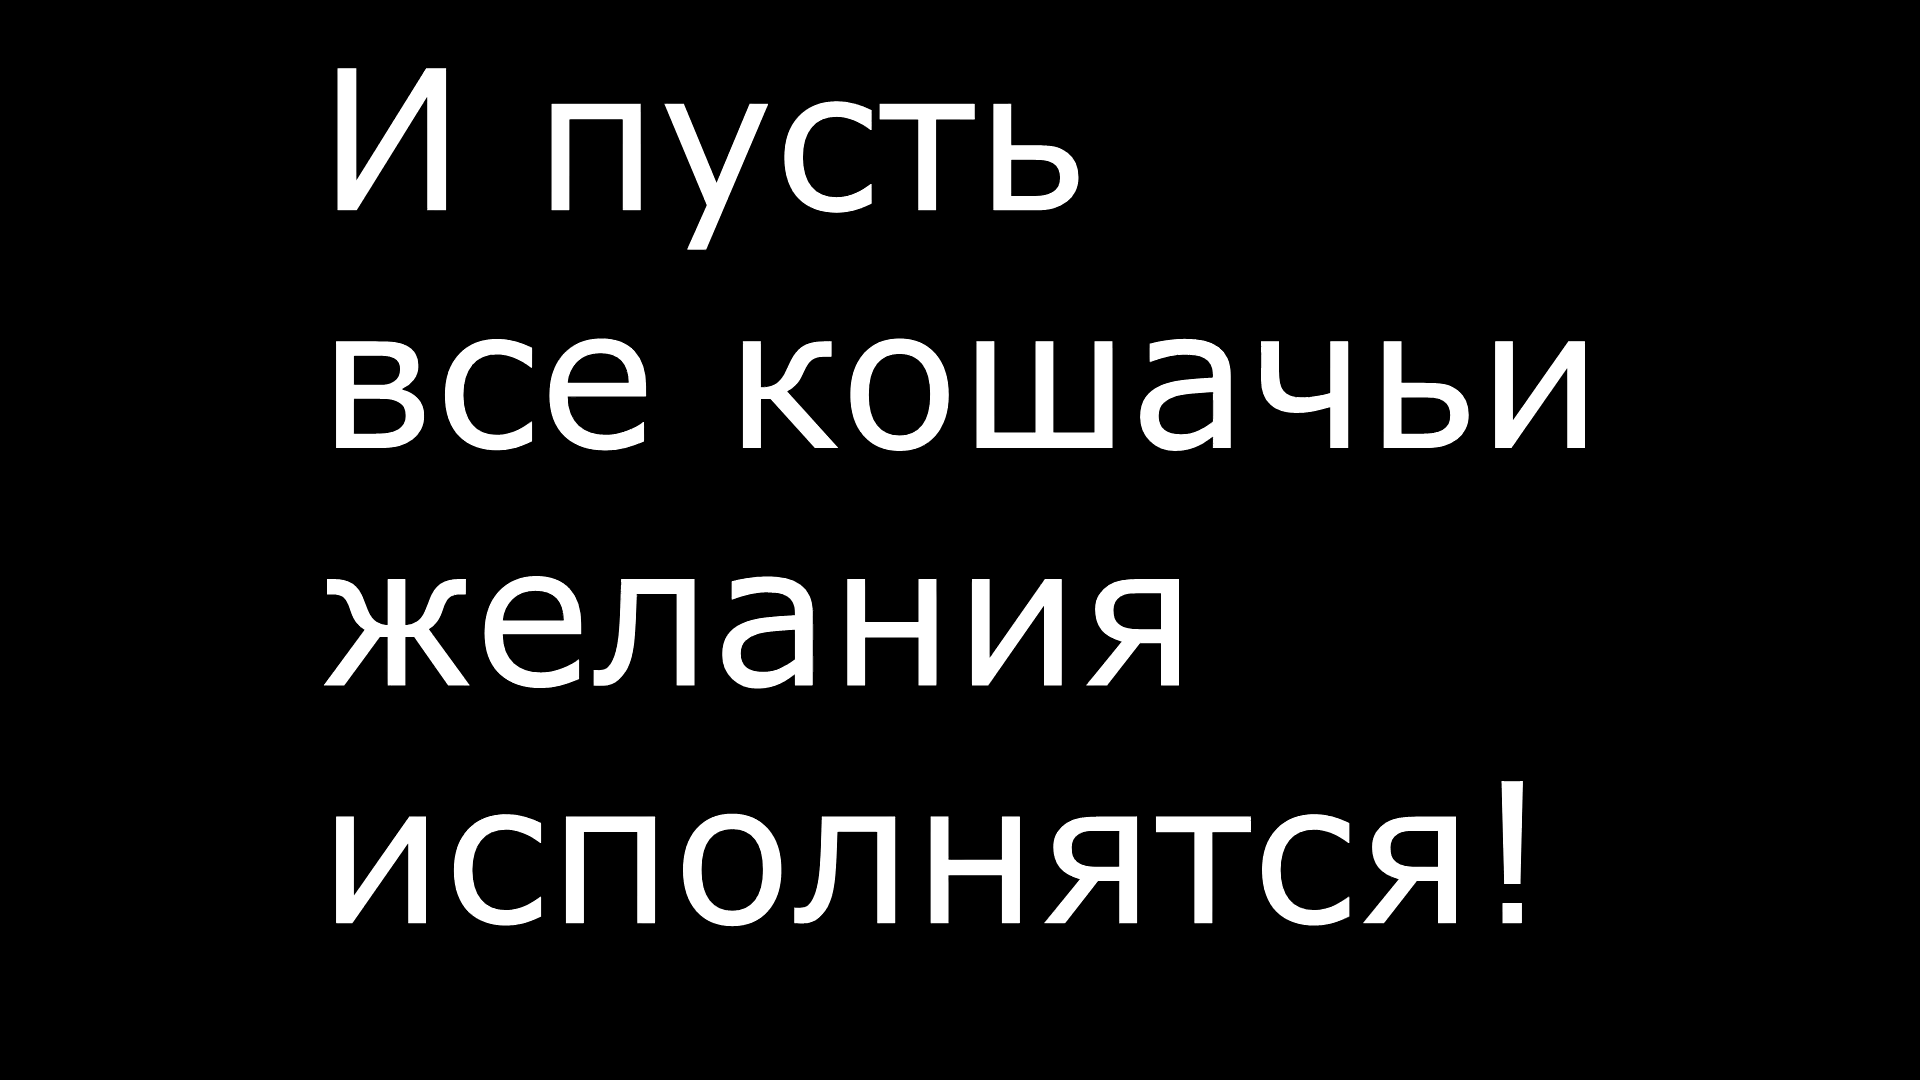 И пусть
все кошачьи
желания
исполнятся!